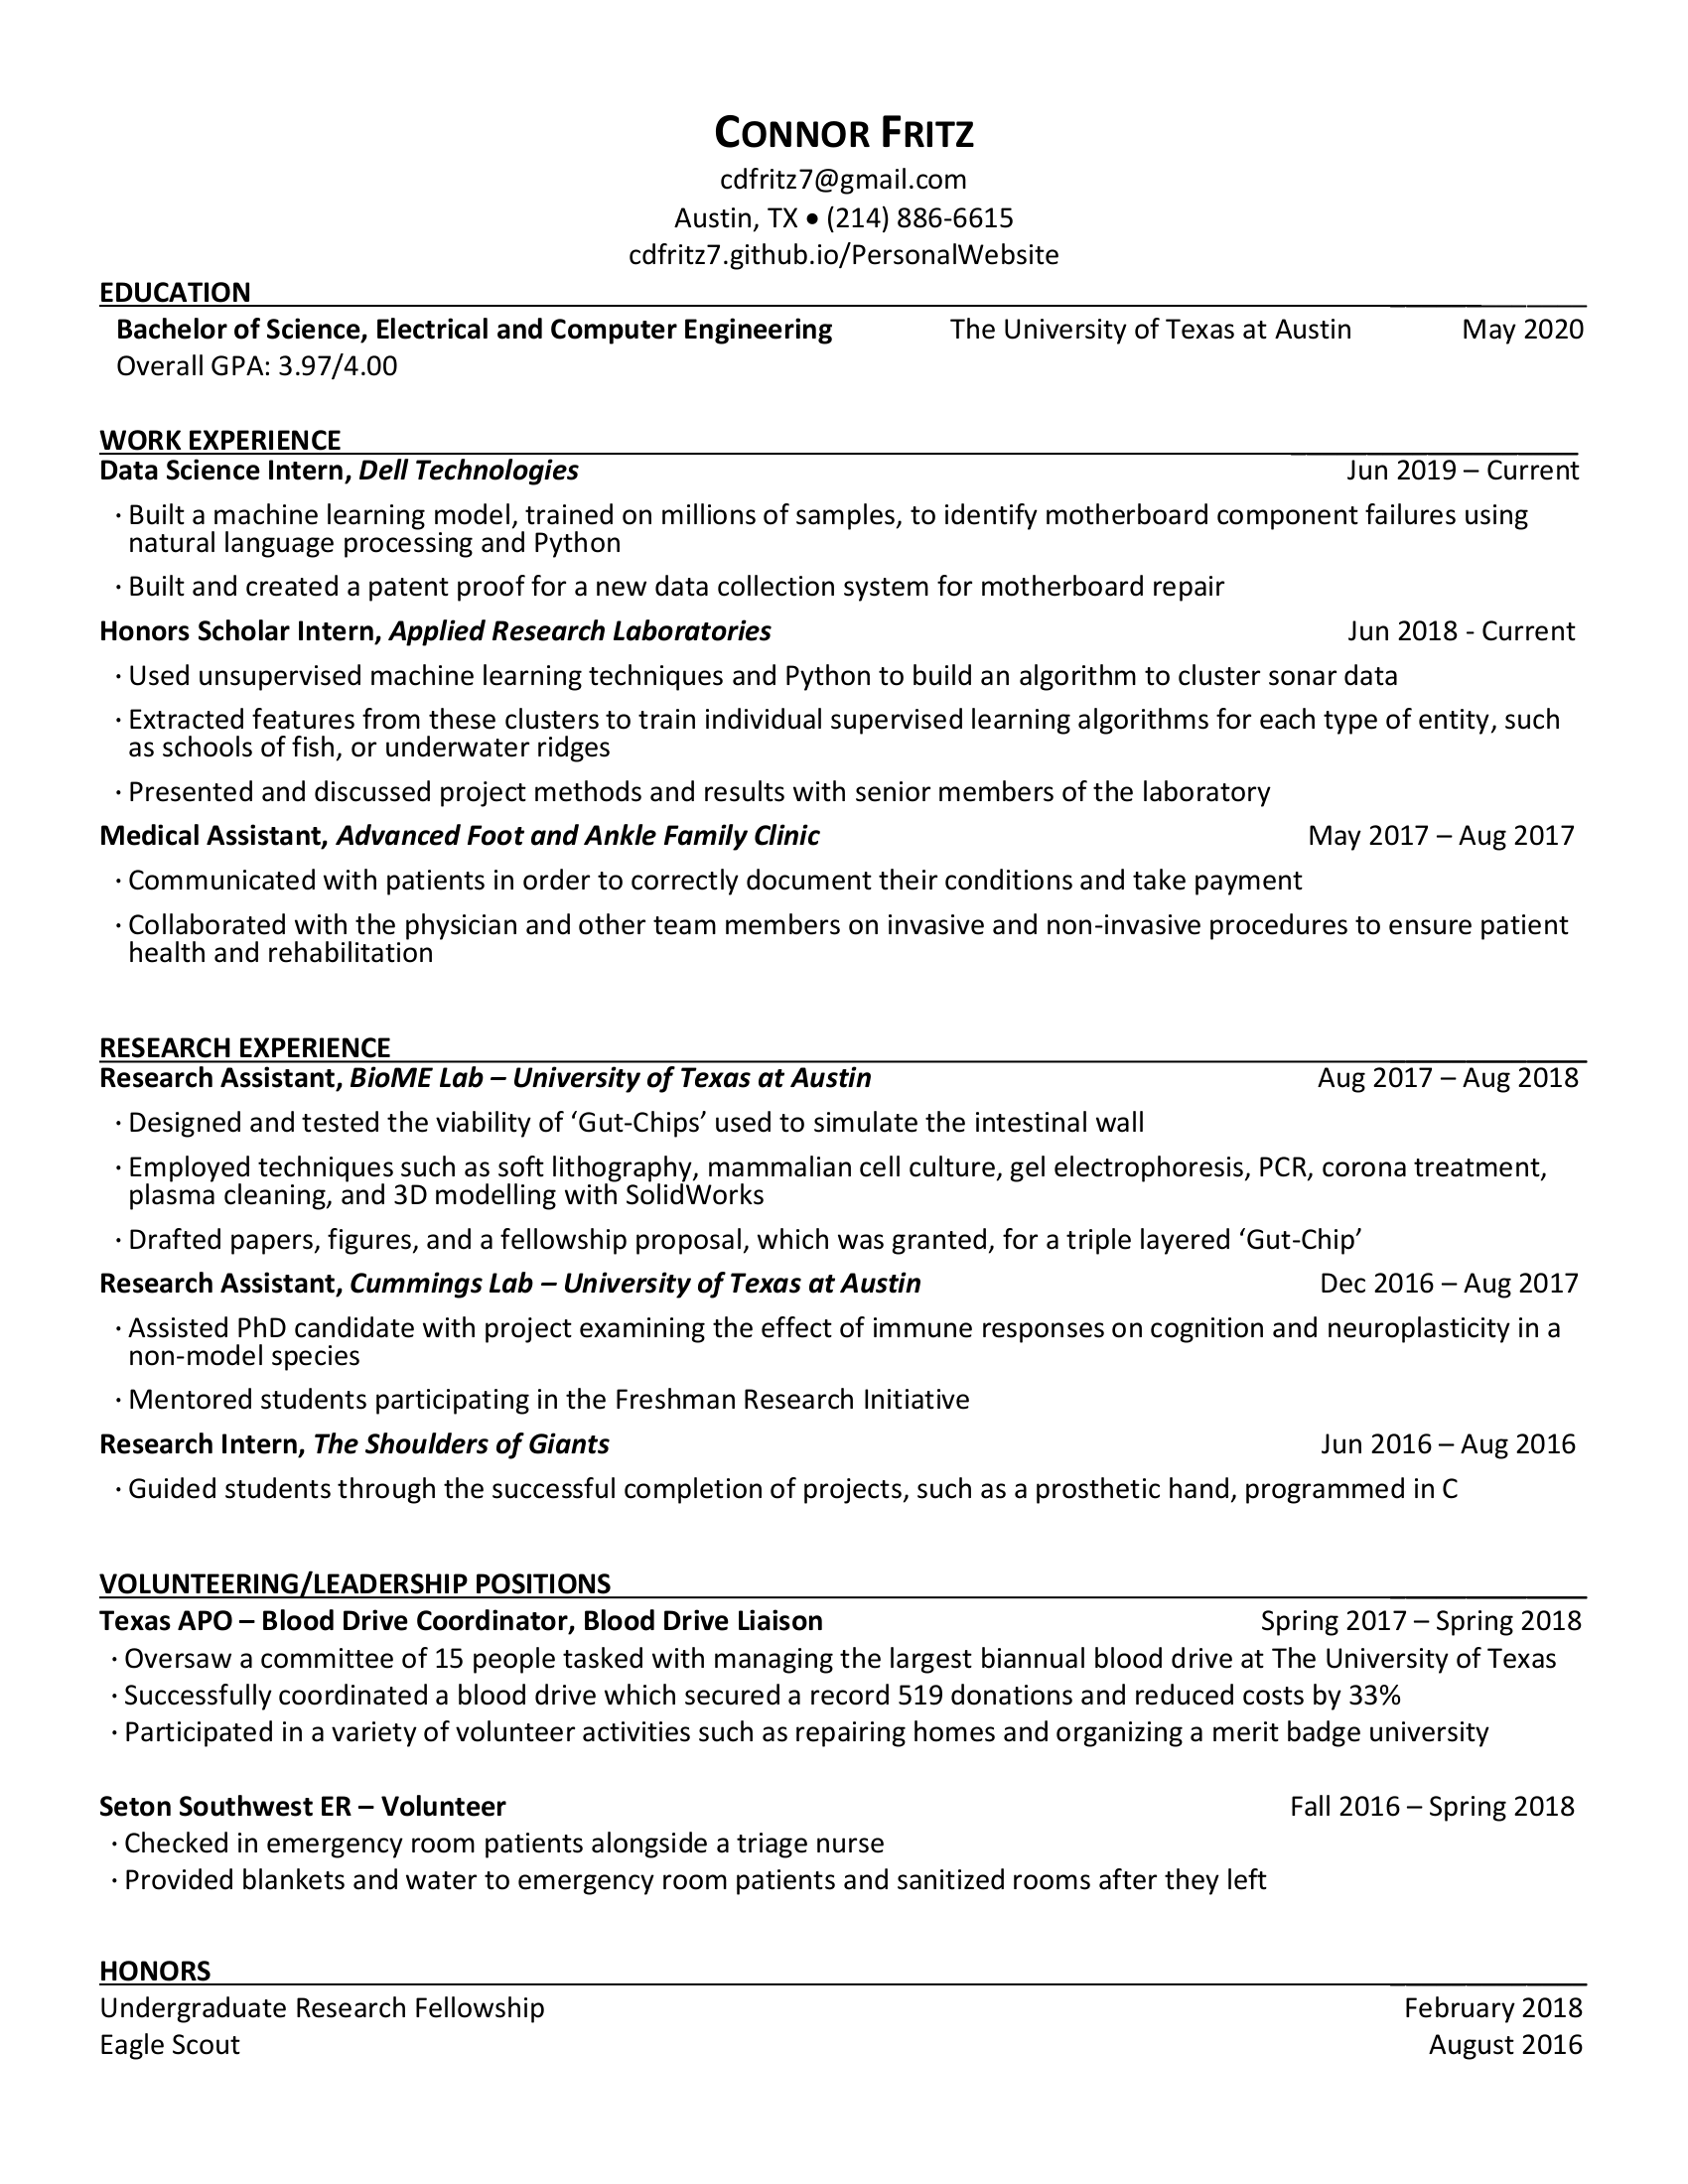 CONNOR FRITZ
cdfritz7@gmail.com
Austin, TX • (214) 886-6615
cdfritz7.github.io/PersonalWebsite
EDUCATION
Bachelor of Science, Electrical and Computer Engineering The University of Texas at Austin May 2020
Overall GPA: 3.97/4.00
WORK EXPERIENCE
Data Science Intern, Dell Technologies Jun 2019 – Current
· Built a machine learning model, trained on millions of samples, to identify motherboard component failures using
natural language processing and Python
· Built and created a patent proof for a new data collection system for motherboard repair
Honors Scholar Intern, Applied Research Laboratories Jun 2018 - Current
· Used unsupervised machine learning techniques and Python to build an algorithm to cluster sonar data
· Extracted features from these clusters to train individual supervised learning algorithms for each type of entity, such
as schools of fish, or underwater ridges
· Presented and discussed project methods and results with senior members of the laboratory
Medical Assistant, Advanced Foot and Ankle Family Clinic May 2017 – Aug 2017
· Communicated with patients in order to correctly document their conditions and take payment
· Collaborated with the physician and other team members on invasive and non-invasive procedures to ensure patient
health and rehabilitation
RESEARCH EXPERIENCE
Research Assistant, BioME Lab – University of Texas at Austin Aug 2017 – Aug 2018
· Designed and tested the viability of ‘Gut-Chips’ used to simulate the intestinal wall
· Employed techniques such as soft lithography, mammalian cell culture, gel electrophoresis, PCR, corona treatment,
plasma cleaning, and 3D modelling with SolidWorks
· Drafted papers, figures, and a fellowship proposal, which was granted, for a triple layered ‘Gut-Chip’
Research Assistant, Cummings Lab – University of Texas at Austin Dec 2016 – Aug 2017
· Assisted PhD candidate with project examining the effect of immune responses on cognition and neuroplasticity in a
non-model species
· Mentored students participating in the Freshman Research Initiative
Research Intern, The Shoulders of Giants Jun 2016 – Aug 2016
· Guided students through the successful completion of projects, such as a prosthetic hand, programmed in C
VOLUNTEERING/LEADERSHIP POSITIONS
Texas APO – Blood Drive Coordinator, Blood Drive Liaison Spring 2017 – Spring 2018
· Oversaw a committee of 15 people tasked with managing the largest biannual blood drive at The University of Texas
· Successfully coordinated a blood drive which secured a record 519 donations and reduced costs by 33%
· Participated in a variety of volunteer activities such as repairing homes and organizing a merit badge university
Seton Southwest ER – Volunteer Fall 2016 – Spring 2018
· Checked in emergency room patients alongside a triage nurse
· Provided blankets and water to emergency room patients and sanitized rooms after they left
HONORS
Undergraduate Research Fellowship February 2018
Eagle Scout August 2016